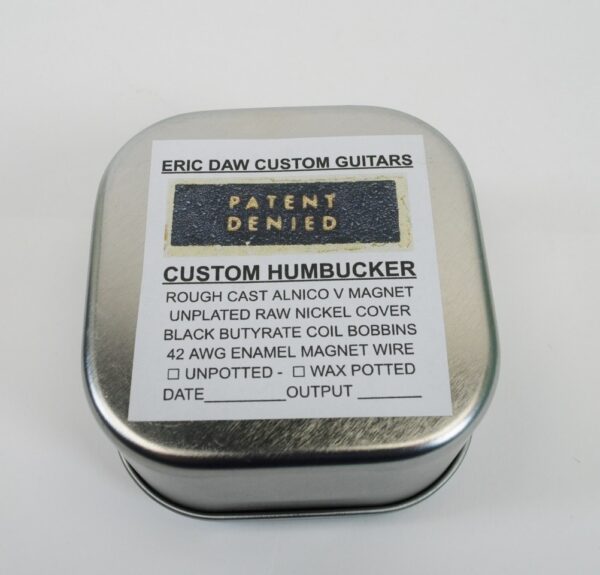 ERIC DAW CUSTOM GUITARS
PATENT
DENIED
CUSTOM HUMBUCKER
ROUGH CAST ALNICO V MAGNET
UNPLATED RAW NICKEL COVER
BLACK BUTYRATE COIL BOBBINS
42 AWG ENAMEL MAGNET WIRE
☐ UNPOTTED - ☐ WAX POTTED
DATE_________OUTPUT _______